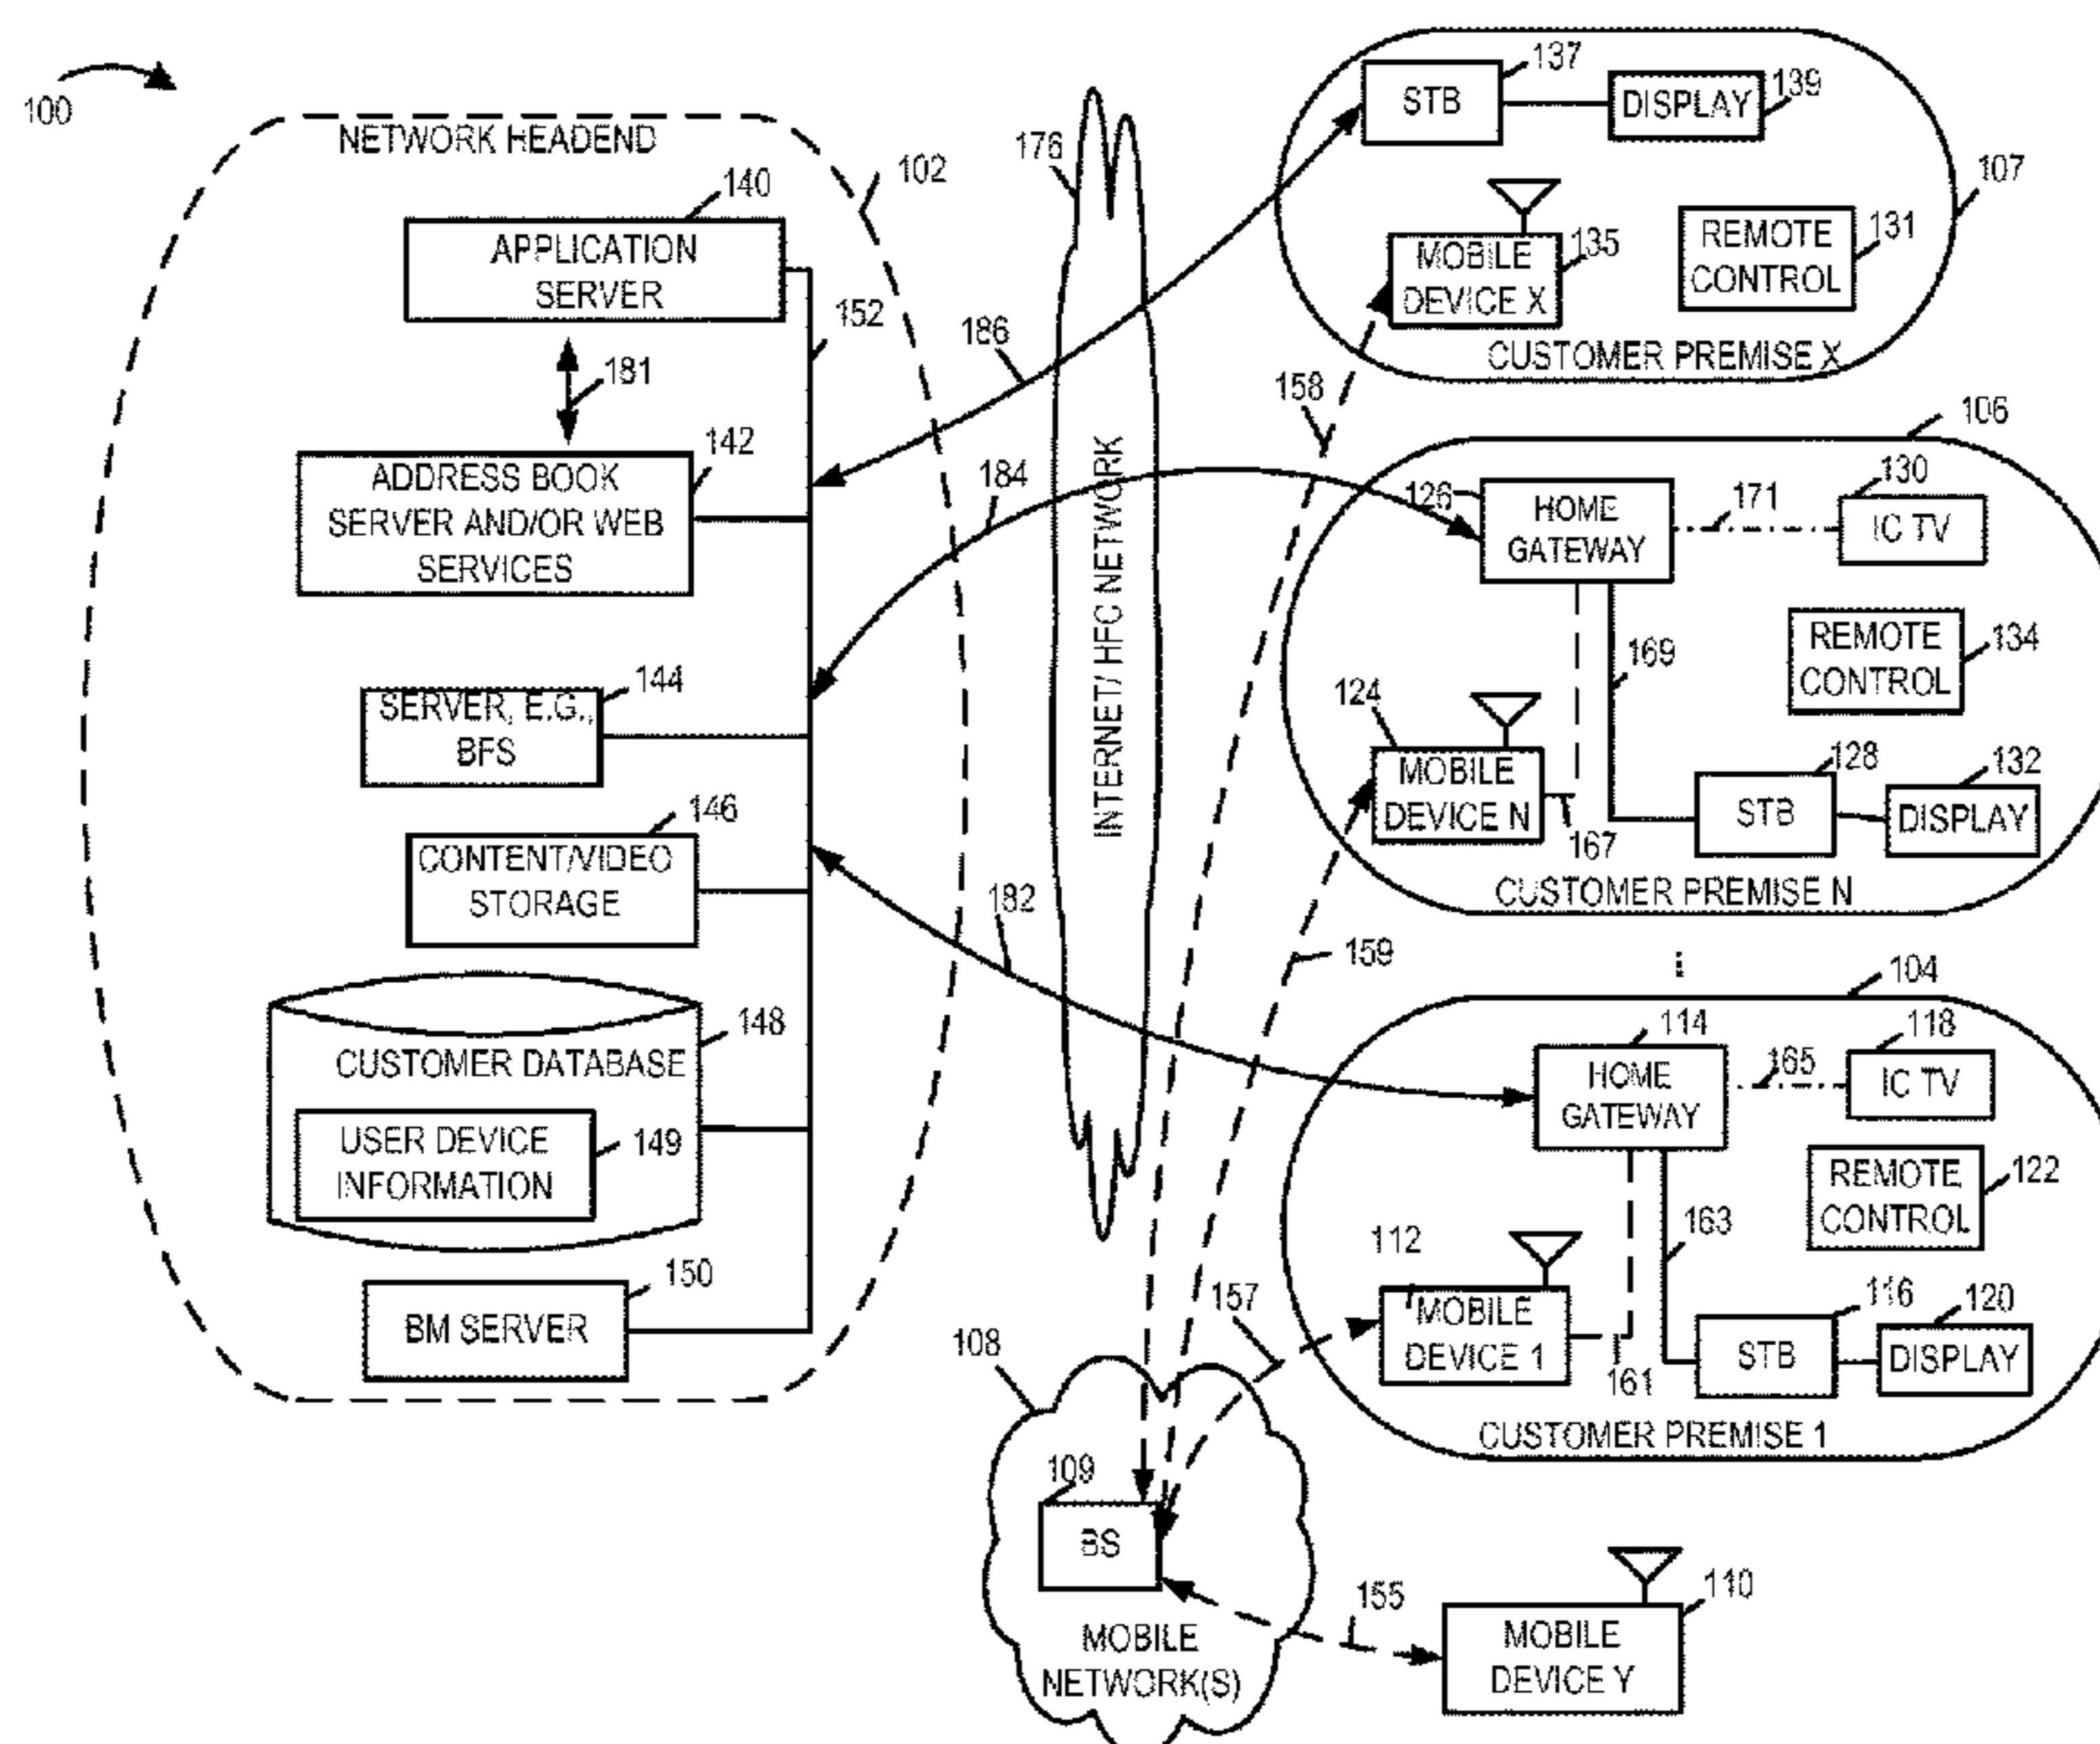 100
NETWORK HEADEND
102
140
APPLICATION
SERVER
152
181
142
ADDRESS BOOK
SERVER AND/OR WEB
SERVICES
144
SERVER, E.G.,
BFS
146
CONTENT/VIDEO
STORAGE
148
CUSTOMER DATABASE
USER DEVICE
INFORMATION
149
150
BM SERVER
176
INTERNET/ HFC NETWORK
186
184
182
158
159
157
155
108
109
BS
MOBILE
NETWORK(S)
137
STB
DISPLAY
139
107
MOBILE
DEVICE X
135
REMOTE
CONTROL
131
CUSTOMER PREMISE X
106
126
HOME
GATEWAY
171
130
IC TV
REMOTE
CONTROL
134
169
124
MOBILE
DEVICE N
167
128
STB
132
DISPLAY
CUSTOMER PREMISE N
104
114
HOME
GATEWAY
165
118
IC TV
REMOTE
CONTROL
122
163
112
MOBILE
DEVICE 1
161
116
STB
120
DISPLAY
CUSTOMER PREMISE 1
110
MOBILE
DEVICE Y